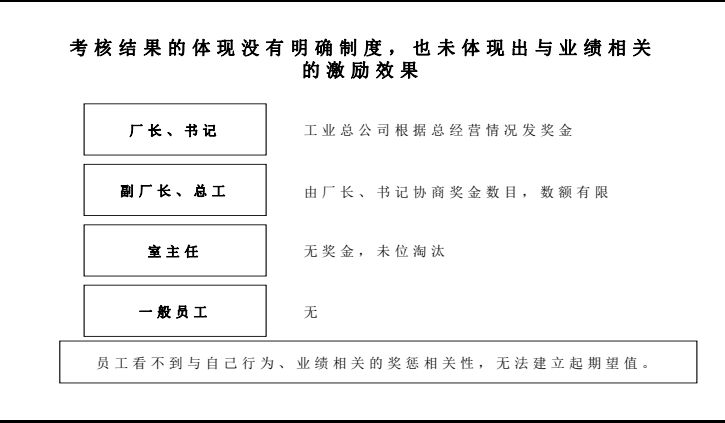 考核结果的体现没有明确制度，也未体现出与业绩相关
的激励效果
厂长、书记
工业总公司根据总经营情况发奖金
副厂长、总工
由厂长、书记协商奖金数目，数额有限
室主任
无奖金，未位淘汰
一般员工
无
员工看不到与自己行为、业绩相关的奖惩相关性，无法建立起期望值。